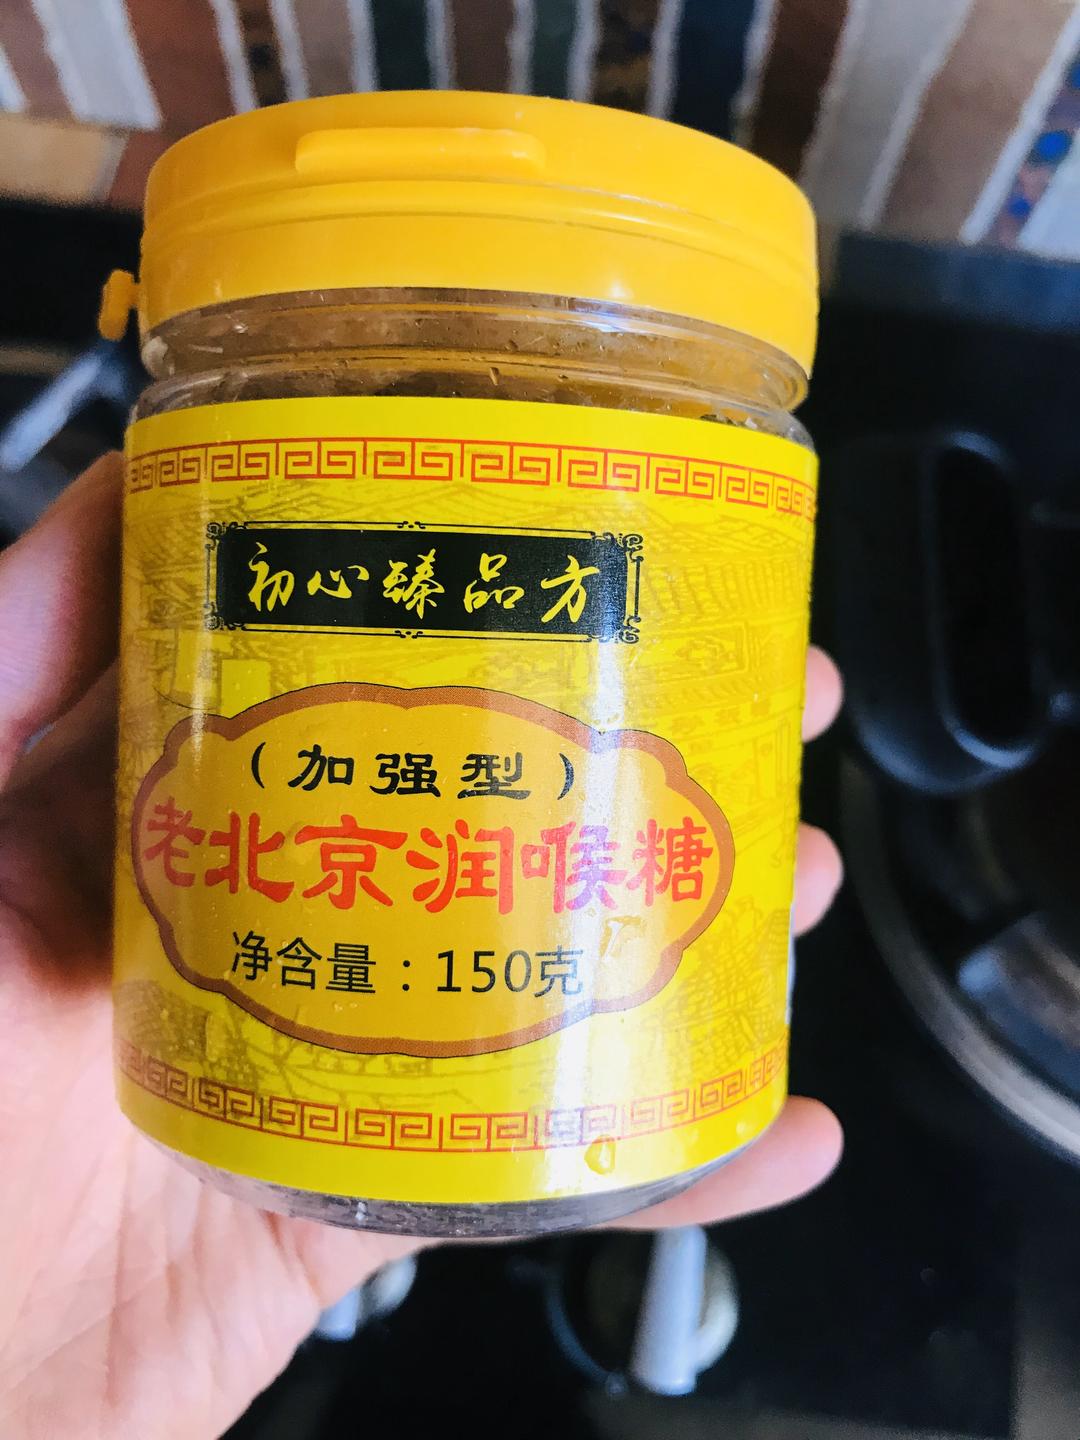 初心臻品方
（加强型）
老北京润喉糖
净含量：150克